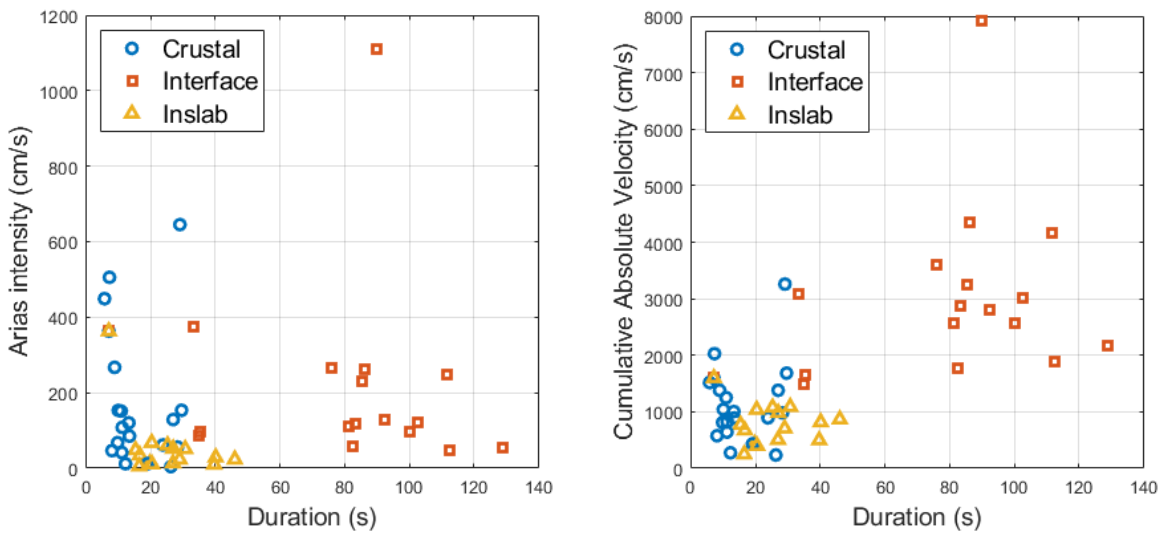 1200
1000
800
600
400
200
0
Arias intensity (cm/s)
Crustal
Interface
Inslab
0 20 40 60 80 100 120 140
Duration (s)
8000
7000
6000
5000
4000
3000
2000
1000
0
Cumulative Absolute Velocity (cm/s)
Crustal
Interface
Inslab
0 20 40 60 80 100 120 140
Duration (s)